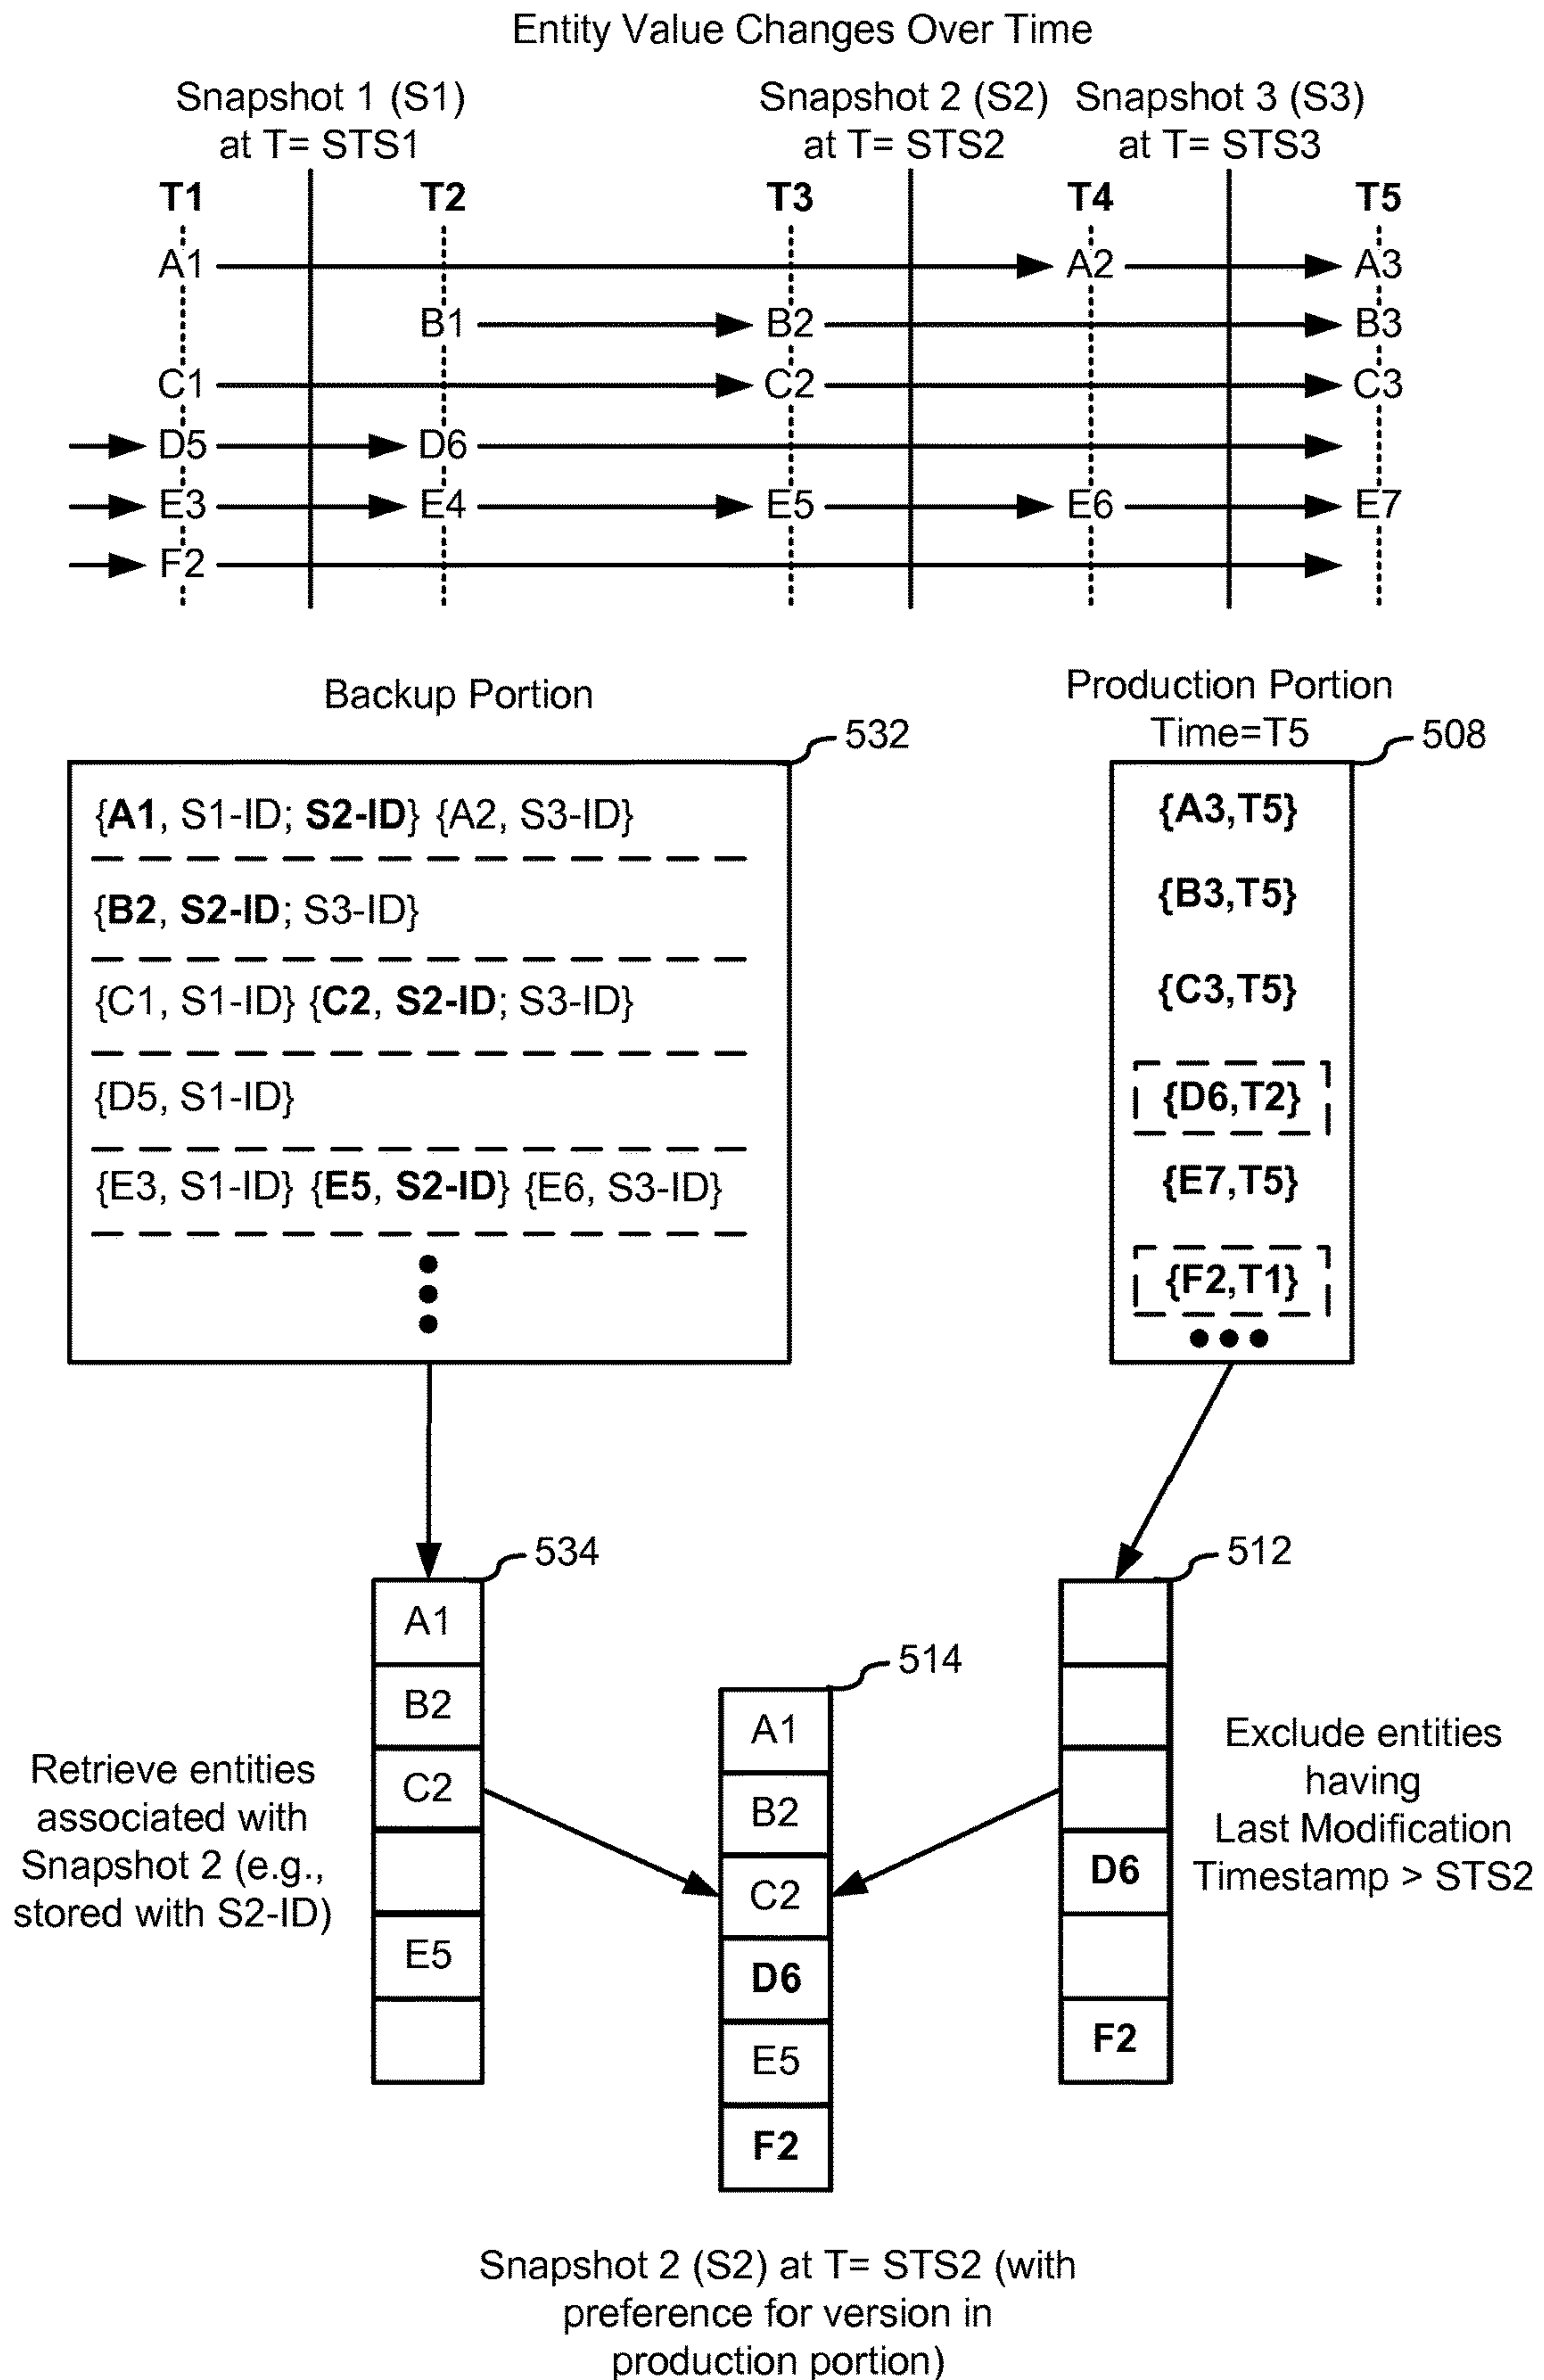 Entity Value Changes Over Time
Snapshot 1 (S1) Snapshot 2 (S2) Snapshot 3 (S3)
at T= STS1 at T= STS2 at T= STS3
T1 T2 T3 T4 T5
A1 A2 A3
B1 B2 B3
C1 C2 C3
D5 D6
E3 E4 E5 E6 E7
F2
Backup Portion
532
{A1, S1-ID; S2-ID} {A2, S3-ID}
{B2, S2-ID; S3-ID}
{C1, S1-ID} {C2, S2-ID; S3-ID}
{D5, S1-ID}
{E3, S1-ID} {E5, S2-ID} {E6, S3-ID}
Production Portion
Time=T5
508
{A3,T5}
{B3,T5}
{C3,T5}
{D6,T2}
{E7,T5}
{F2,T1}
534
A1
B2
C2
E5
Retrieve entities
associated with
Snapshot 2 (e.g.,
stored with S2-ID)
514
A1
B2
C2
D6
E5
F2
512
D6
F2
Exclude entities
having
Last Modification
Timestamp > STS2
Snapshot 2 (S2) at T= STS2 (with
preference for version in
production portion)